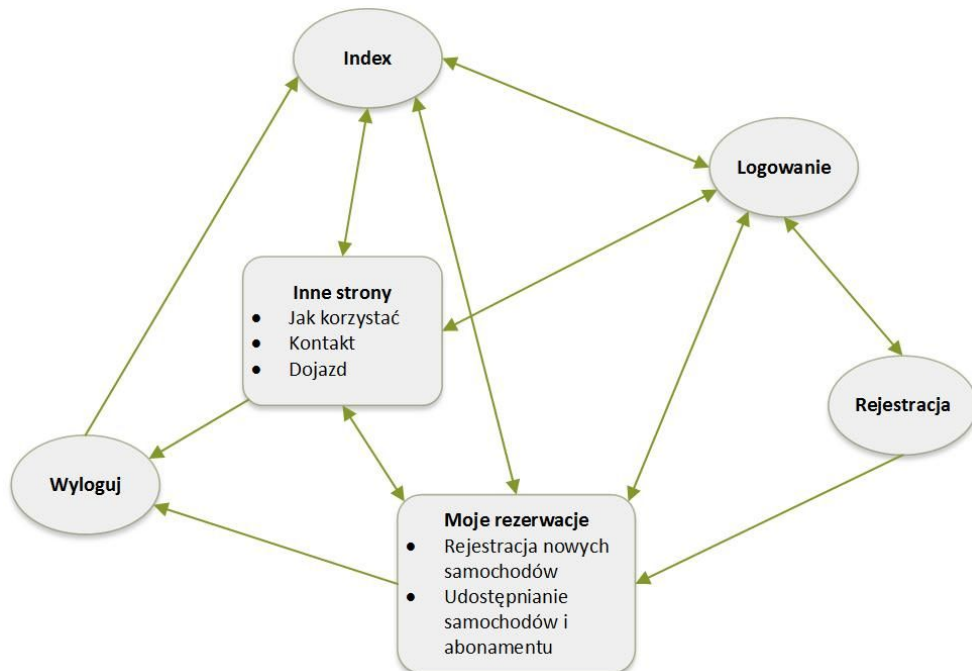 Index
Logowanie
Inne strony
• Jak korzystać
• Kontakt
• Dojazd
Rejestracja
Wyloguj
Moje rezerwacje
• Rejestracja nowych
samochodów
• Udostępnianie
samochodów i
abonamentu